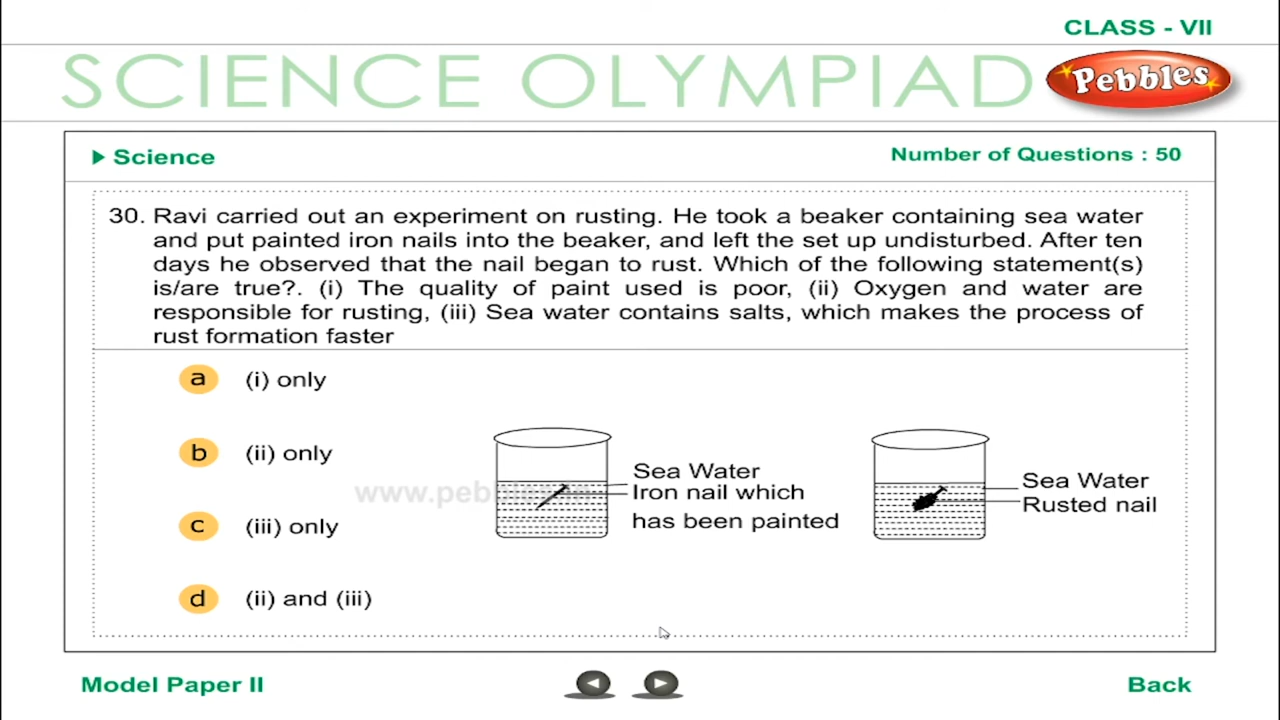 CLASS - VII
SCIENCE OLYMPIAD
Pebbles
Science
Number of Questions : 50
30. Ravi carried out an experiment on rusting. He took a beaker containing sea water
and put painted iron nails into the beaker, and left the set up undisturbed. After ten
days he observed that the nail began to rust. Which of the following statement(s)
is/are true?. (i) The quality of paint used is poor, (ii) Oxygen and water are
responsible for rusting, (iii) Sea water contains salts, which makes the process of
rust formation faster
a (i) only
b (ii) only
c (iii) only
d (ii) and (iii)
Sea Water
Iron nail which
has been painted
Sea Water
Rusted nail
Model Paper II
Back